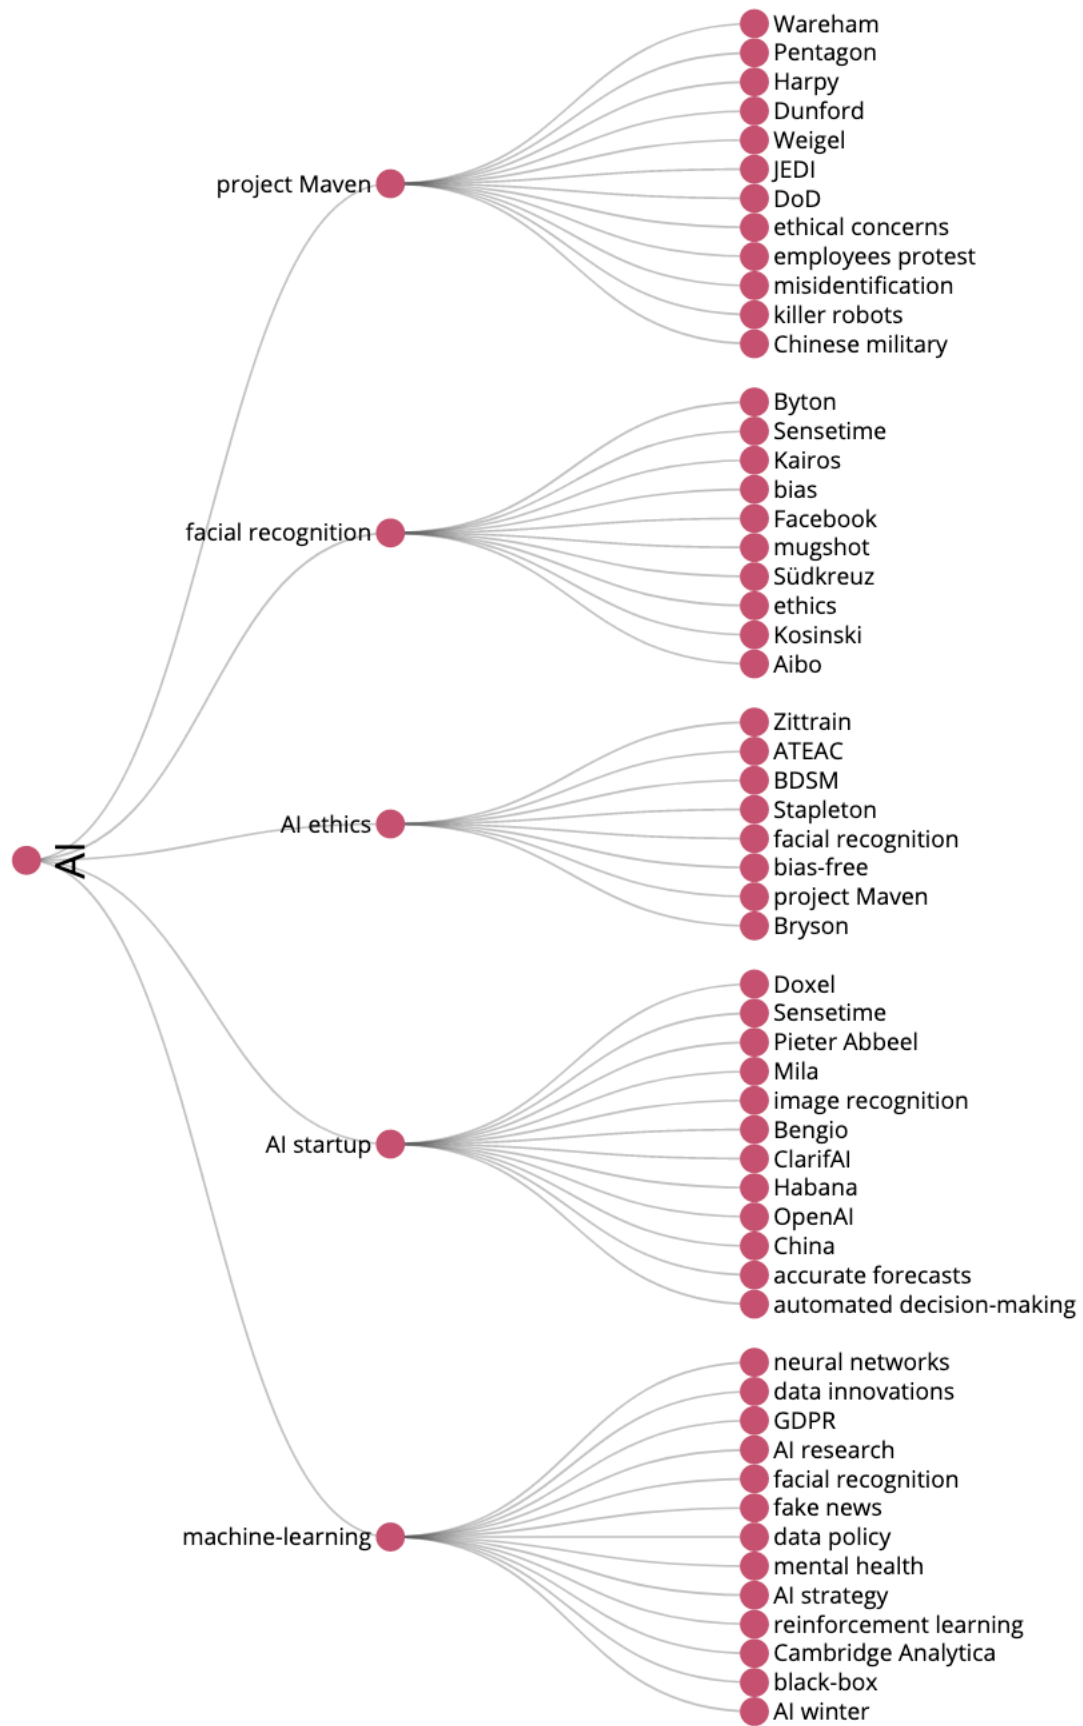 AI
project Maven
Wareham
Pentagon
Harpy
Dunford
Weigel
JEDI
DoD
ethical concerns
employees protest
misidentification
killer robots
Chinese military
facial recognition
Byton
Sensetime
Kairos
bias
Facebook
mugshot
Südkreuz
ethics
Kosinski
Aibo
AI ethics
Zittrain
ATEAC
BDSM
Stapleton
facial recognition
bias-free
project Maven
Bryson
AI startup
Doxel
Sensetime
Pieter Abbeel
Mila
image recognition
Bengio
ClarifAI
Habana
OpenAI
China
accurate forecasts
automated decision-making
machine-learning
neural networks
data innovations
GDPR
AI research
facial recognition
fake news
data policy
mental health
AI strategy
reinforcement learning
Cambridge Analytica
black-box
AI winter